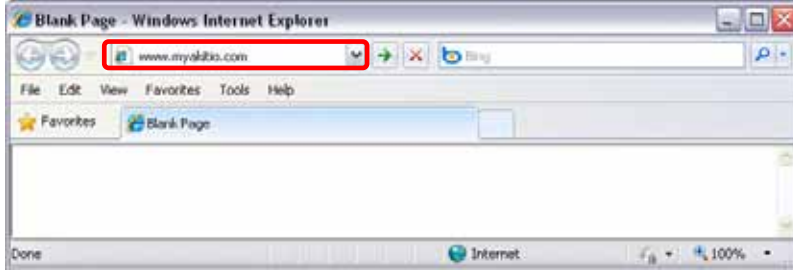 Blank Page - Windows Internet Explorer
www.myakitio.com
Bing
File Edit View Favorites Tools Help
Favorites Blank Page
Done Internet 100%